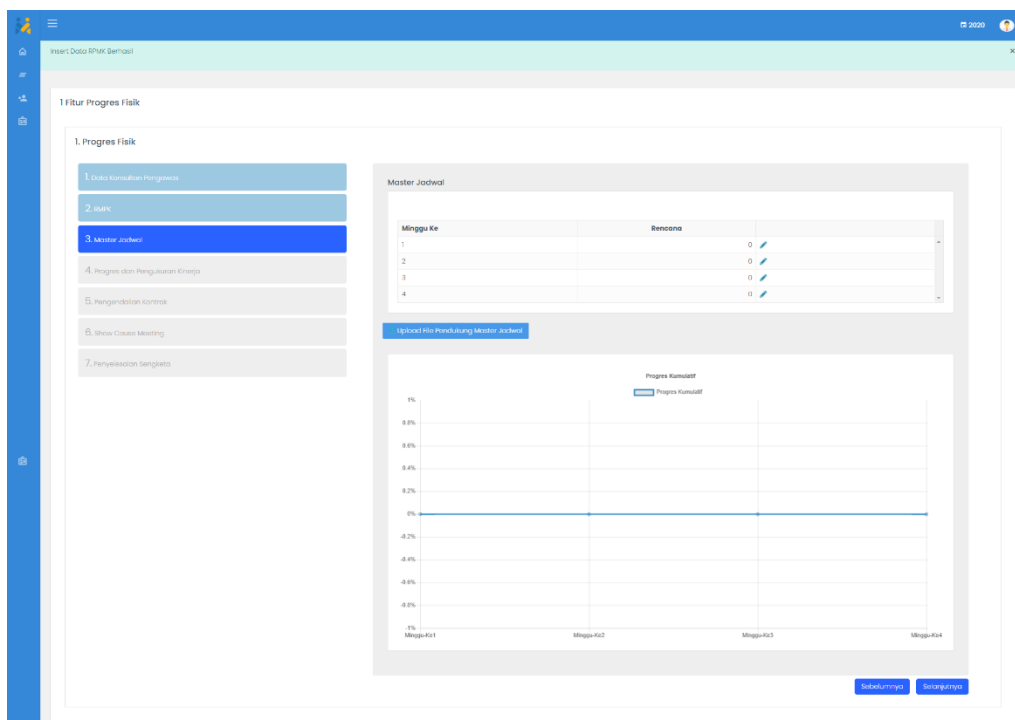 2020
Insert Data RPMK Berhasil
×
1 Fitur Progres Fisik
1. Progres Fisik
1. Data Konsultan Pengawas
2. RMPK
3. Master Jadwal
4. Progres dan Pengukuran Kinerja
5. Pengendalian Kontrak
6. Show Cause Meeting
7. Penyelesaian Sengketa
Master Jadwal
Minggu Ke Rencana
1 0
2 0
3 0
4 0
Upload File Pendukung Master Jadwal
Progres Kumulatif
Progres Kumulatif
1%
0.8%
0.6%
0.4%
0.2%
0%
-0.2%
-0.4%
-0.6%
-0.8%
-1%
Minggu-Ke1 Minggu-Ke2 Minggu-Ke3 Minggu-Ke4
Sebelumnya Selanjutnya